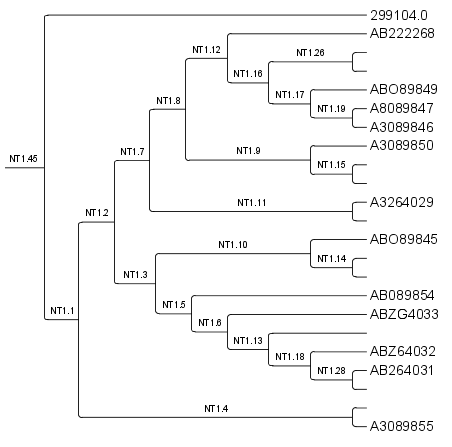 299104.0
AB222268
NT1.12
NT1.26
NT1.16
ABO89849
NT1.17
NT1.8
A8089847
NT1.19
A3089846
A3089850
NT1.9
NT1.7
NT1.45
NT1.15
A3264029
NT1.11
NT1.2
ABO89845
NT1.10
NT1.14
NT1.3
AB089854
NT1.5
NT1.1
ABZG4033
NT1.6
NT1.13
ABZ64032
NT1.18
AB264031
NT1.28
NT1.4
A3089855